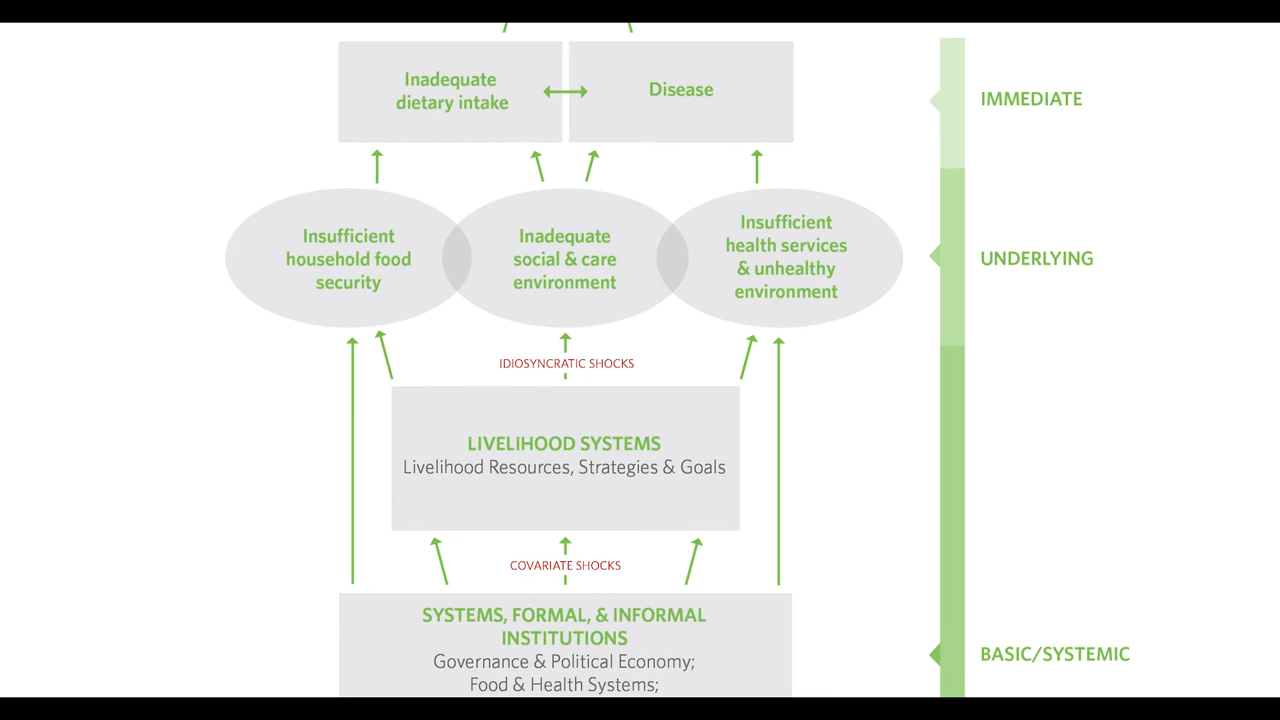 Inadequate
dietary intake
Disease
IMMEDIATE
Insufficient
household food
security
Inadequate
social & care
environment
Insufficient
health services
& unhealthy
environment
UNDERLYING
IDIOSYNCRATIC SHOCKS
LIVELIHOOD SYSTEMS
Livelihood Resources, Strategies & Goals
COVARIATE SHOCKS
SYSTEMS, FORMAL, & INFORMAL
INSTITUTIONS
Governance & Political Economy;
Food & Health Systems;
BASIC/SYSTEMIC